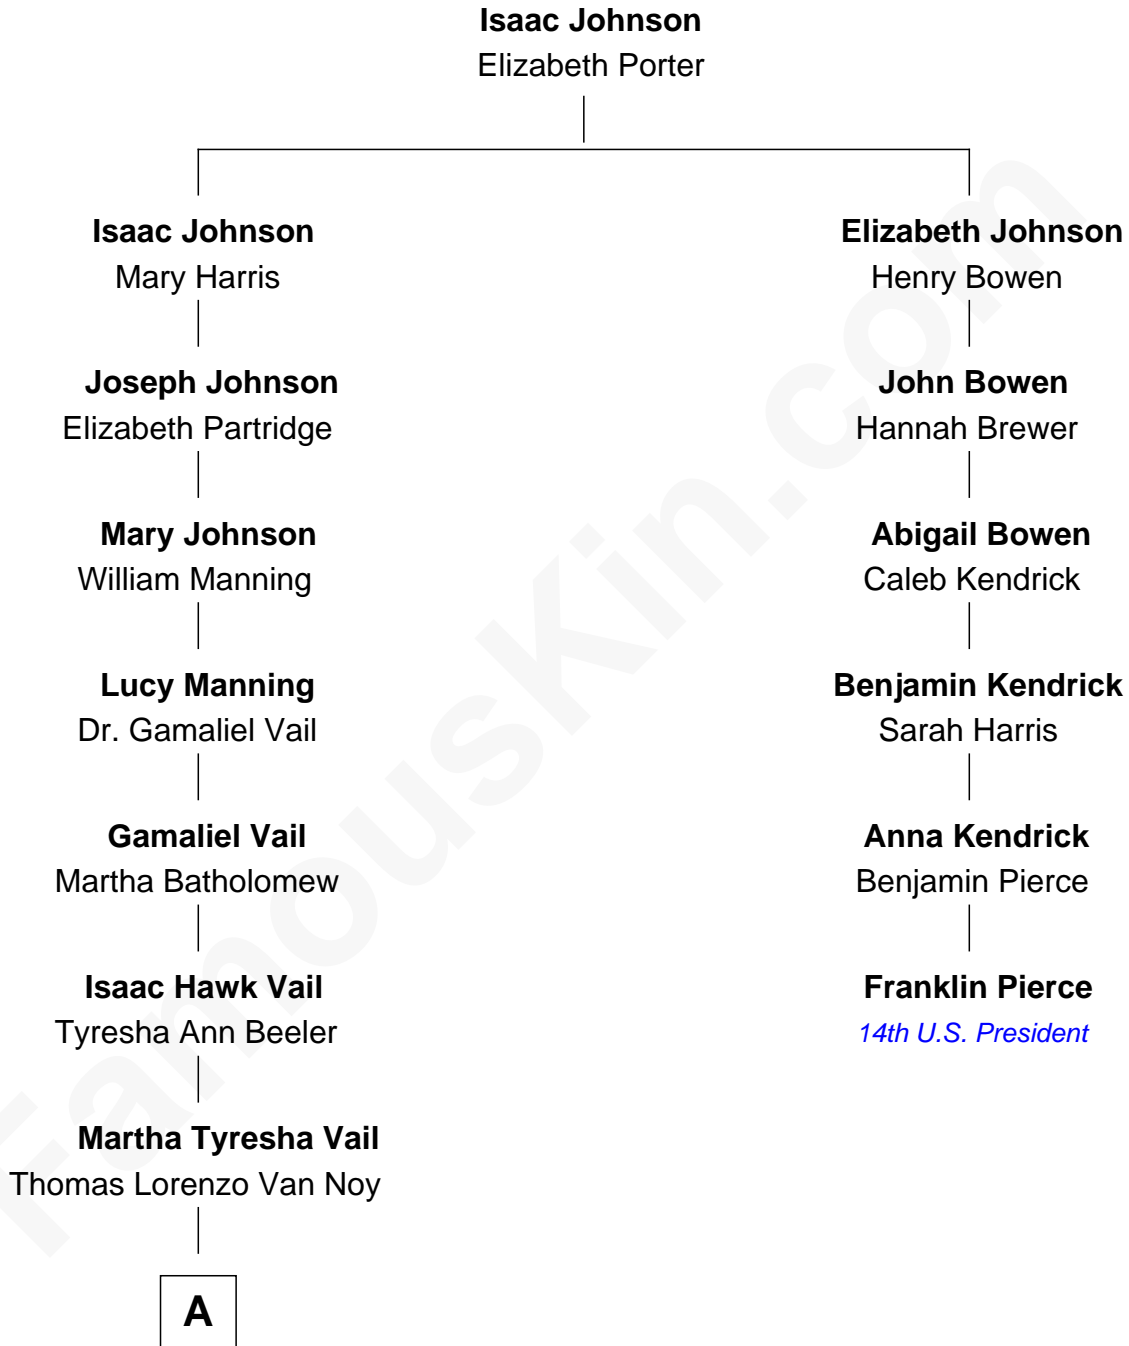 Isaac Johnson
Elizabeth Porter
Isaac Johnson
Mary Harris
Elizabeth Johnson
Henry Bowen
Joseph Johnson
Elizabeth Partridge
John Bowen
Hannah Brewer
Mary Johnson
William Manning
Abigail Bowen
Caleb Kendrick
Lucy Manning
Dr. Gamaliel Vail
Benjamin Kendrick
Sarah Harris
Gamaliel Vail
Martha Batholomew
Anna Kendrick
Benjamin Pierce
Isaac Hawk Vail
Tyresha Ann Beeler
Franklin Pierce
14th U.S. President
Martha Tyresha Vail
Thomas Lorenzo Van Noy
A
FamousKin.com